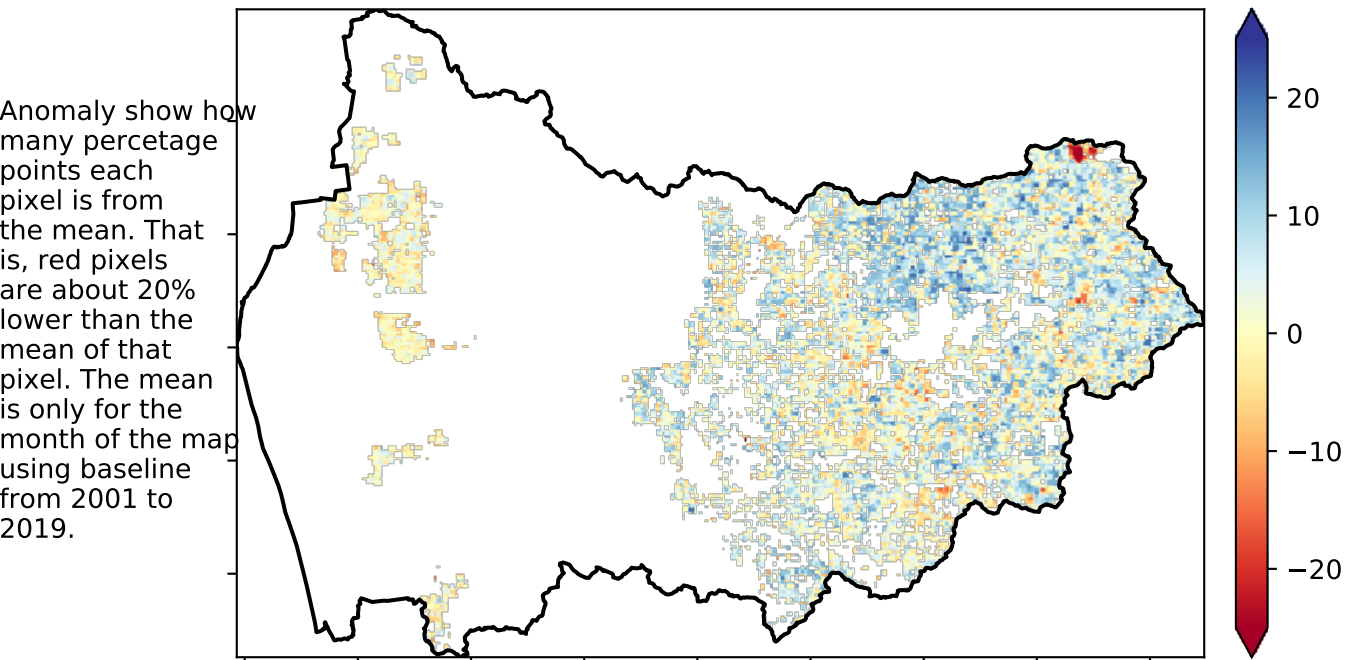 Anomaly show how
many percetage
points each
pixel is from
the mean. That
is, red pixels
are about 20%
lower than the
mean of that
pixel. The mean
is only for the
month of the map
using baseline
from 2001 to
2019.
20
10
0
−10
−20